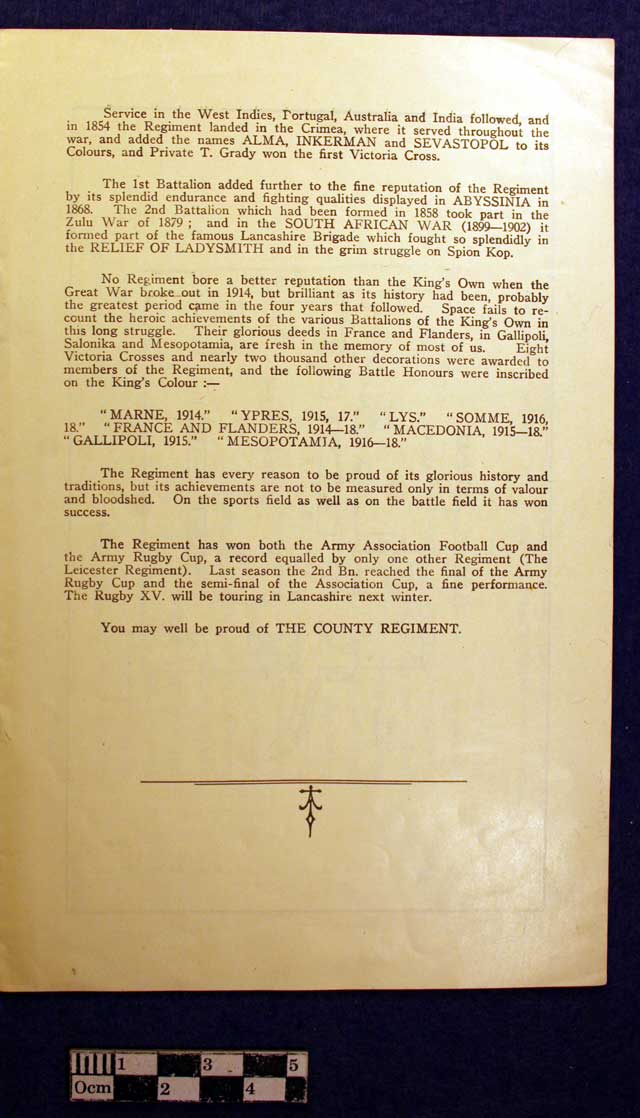 Service in the West Indies, Portugal, Australia and India followed, and
in 1854 the Regiment landed in the Crimea, where it served throughout the
war, and added the names ALMA, INKERMAN and SEVASTOPOL to its
Colours, and Private T. Grady won the first Victoria Cross.
The 1st Battalion added further to the fine reputation of the Regiment
by its splendid endurance and fighting qualities displayed in ABYSSINIA in
1868. The 2nd Battalion which had been formed in 1858 took part in the
Zulu War of 1879 ; and in the SOUTH AFRICAN WAR (1899—1902) it
formed part of the famous Lancashire Brigade which fought so splendidly in
the RELIEF OF LADYSMITH and in the grim struggle on Spion Kop.
No Regiment bore a better reputation than the King's Own when the
Great War broke out in 1914, but brilliant as its history had been, probably
the greatest period came in the four years that followed. Space fails to re-
count the heroic achievements of the various Battalions of the King's Own in
this long struggle. Their glorious deeds in France and Flanders, in Gallipoli,
Salonika and Mesopotamia, are fresh in the memory of most of us. Eight
Victoria Crosses and nearly two thousand other decorations were awarded to
members of the Regiment, and the following Battle Honours were inscribed
on the King's Colour :—
“ MARNE, 1914.” “ YPRES, 1915, 17.” “ LYS.” “ SOMME, 1916,
18.” “ FRANCE AND FLANDERS, 1914—18.” “ MACEDONIA, 1915—18.”
“ GALLIPOLI, 1915.” “ MESOPOTAMIA, 1916—18.”
The Regiment has every reason to be proud of its glorious history and
traditions, but its achievements are not to be measured only in terms of valour
and bloodshed. On the sports field as well as on the battle field it has won
success.
The Regiment has won both the Army Association Football Cup and
the Army Rugby Cup, a record equalled by only one other Regiment (The
Leicester Regiment). Last season the 2nd Bn. reached the final of the Army
Rugby Cup and the semi-final of the Association Cup, a fine performance.
The Rugby XV. will be touring in Lancashire next winter.
You may well be proud of THE COUNTY REGIMENT.
1 3 5
0cm 2 4